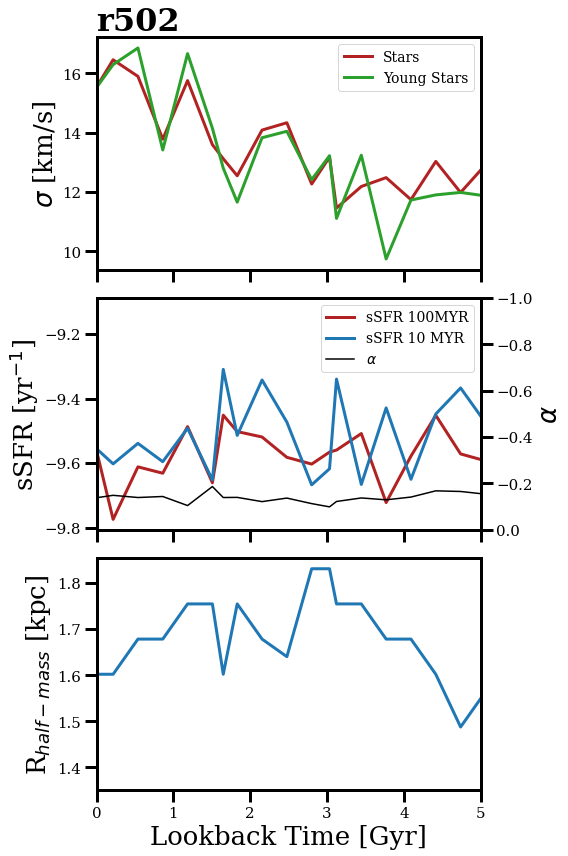 r502
σ [km/s]
16
14
12
10
Stars
Young Stars
sSFR [yr⁻¹]
−9.2
−9.4
−9.6
−9.8
sSFR 100MYR
sSFR 10 MYR
α
−1.0
−0.8
−0.6
−0.4
−0.2
0.0
α
R_half−mass [kpc]
1.8
1.7
1.6
1.5
1.4
0 1 2 3 4 5
Lookback Time [Gyr]